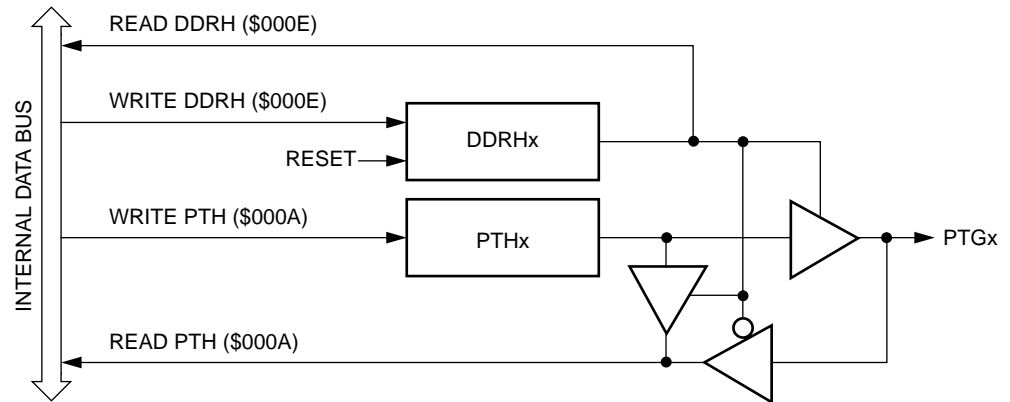 READ DDRH ($000E)
WRITE DDRH ($000E)
DDRHx
RESET
WRITE PTH ($000A)
PTHx
PTGx
READ PTH ($000A)
INTERNAL DATA BUS